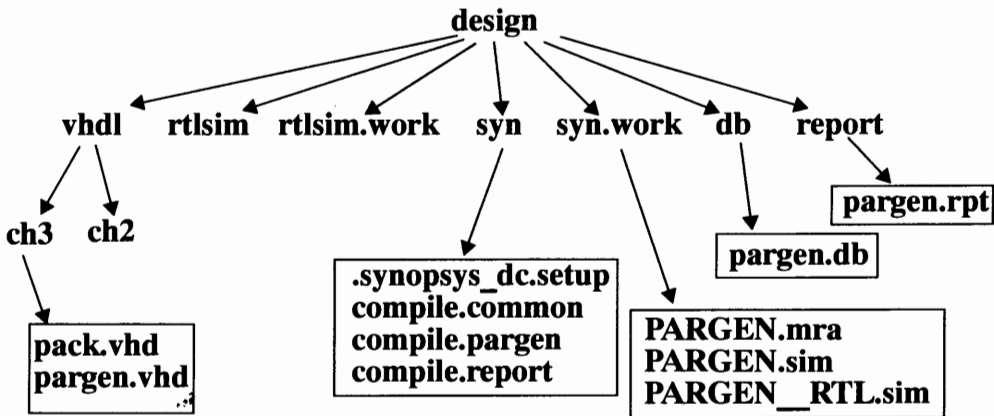 design
vhdl rtlsim rtlsim.work syn syn.work db report
pargen.rpt
ch3 ch2
pargen.db
.synopsys_dc.setup
compile.common
compile.pargen
compile.report
PARGEN.mra
PARGEN.sim
PARGEN__RTL.sim
pack.vhd
pargen.vhd